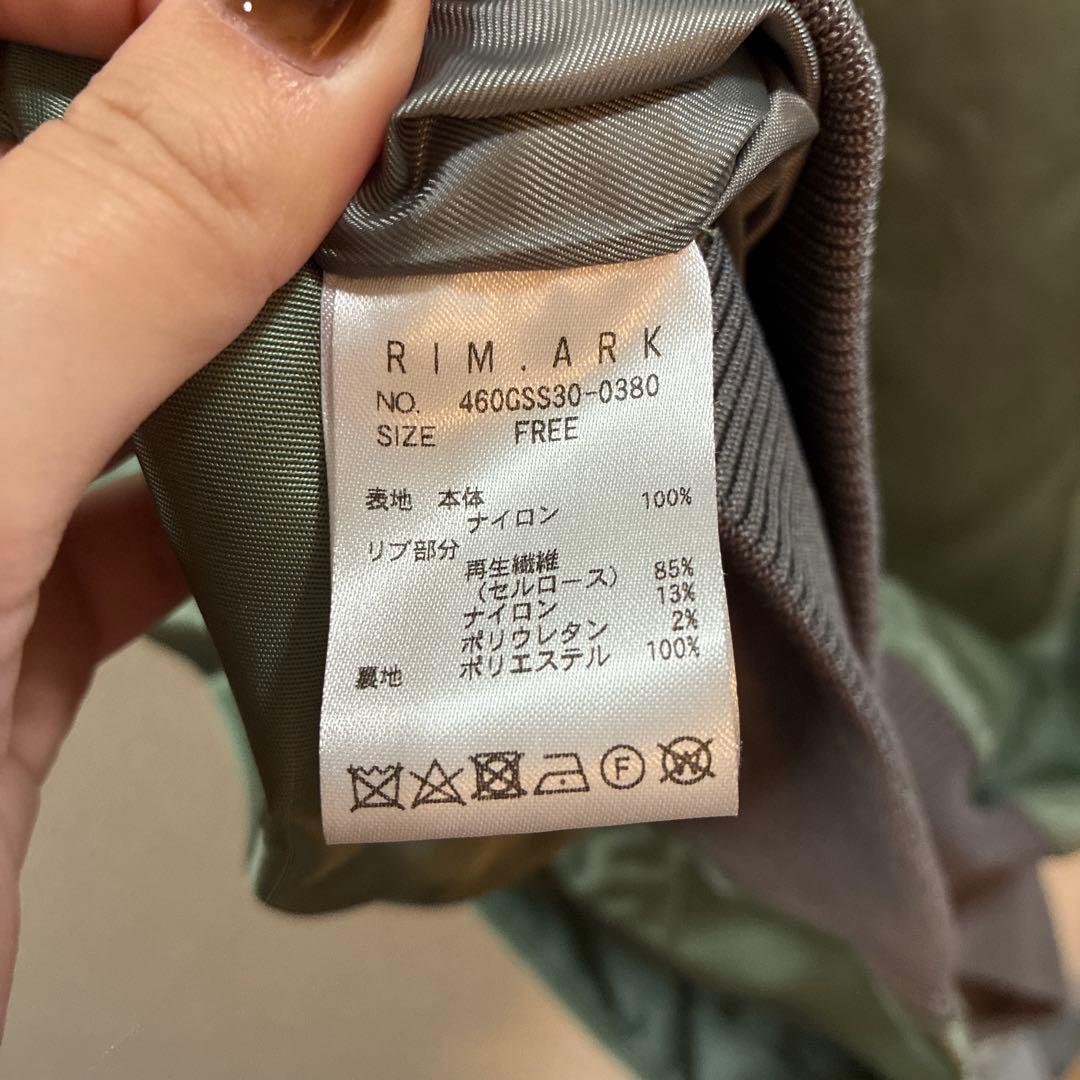 RIM.ARK
NO. 460GSS30-0380
SIZE FREE
表地 本体
ナイロン 100%
リブ部分
再生繊維
(セルロース) 85%
ナイロン 13%
ポリウレタン 2%
裏地 ポリエステル 100%
F
W